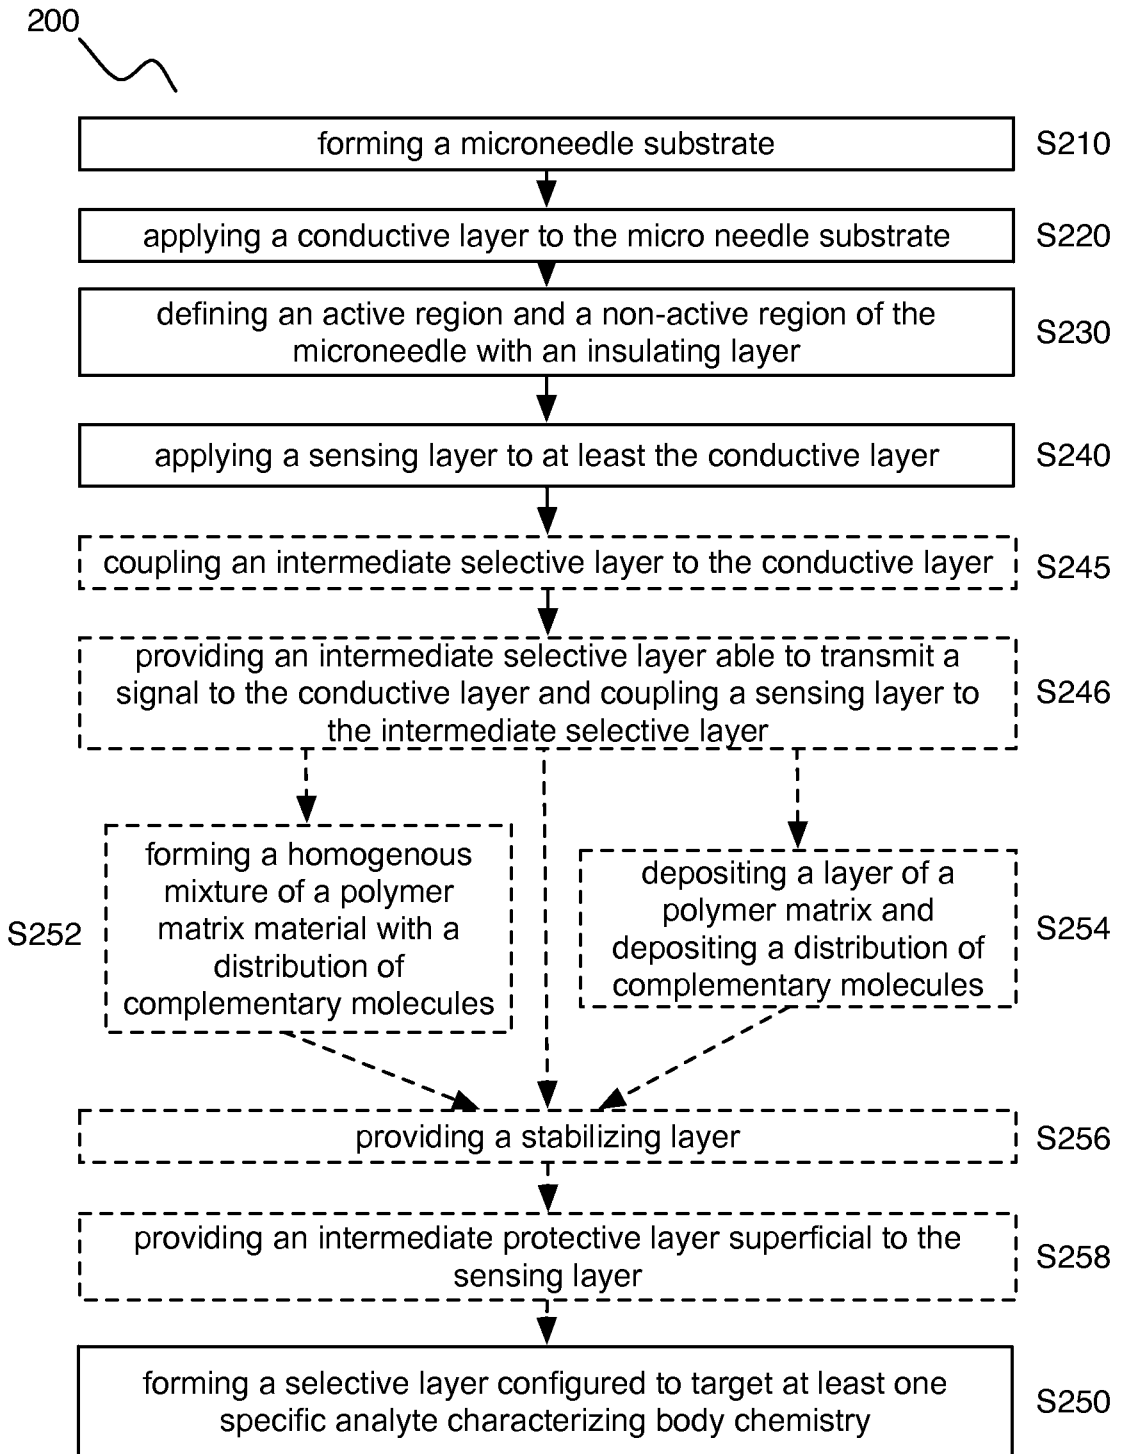 200
forming a microneedle substrate
S210
applying a conductive layer to the micro needle substrate
S220
defining an active region and a non-active region of the
microneedle with an insulating layer
S230
applying a sensing layer to at least the conductive layer
S240
coupling an intermediate selective layer to the conductive layer
S245
providing an intermediate selective layer able to transmit a
signal to the conductive layer and coupling a sensing layer to
the intermediate selective layer
S246
S252
forming a homogenous
mixture of a polymer
matrix material with a
distribution of
complementary molecules
depositing a layer of a
polymer matrix and
depositing a distribution of
complementary molecules
S254
providing a stabilizing layer
S256
providing an intermediate protective layer superficial to the
sensing layer
S258
forming a selective layer configured to target at least one
specific analyte characterizing body chemistry
S250